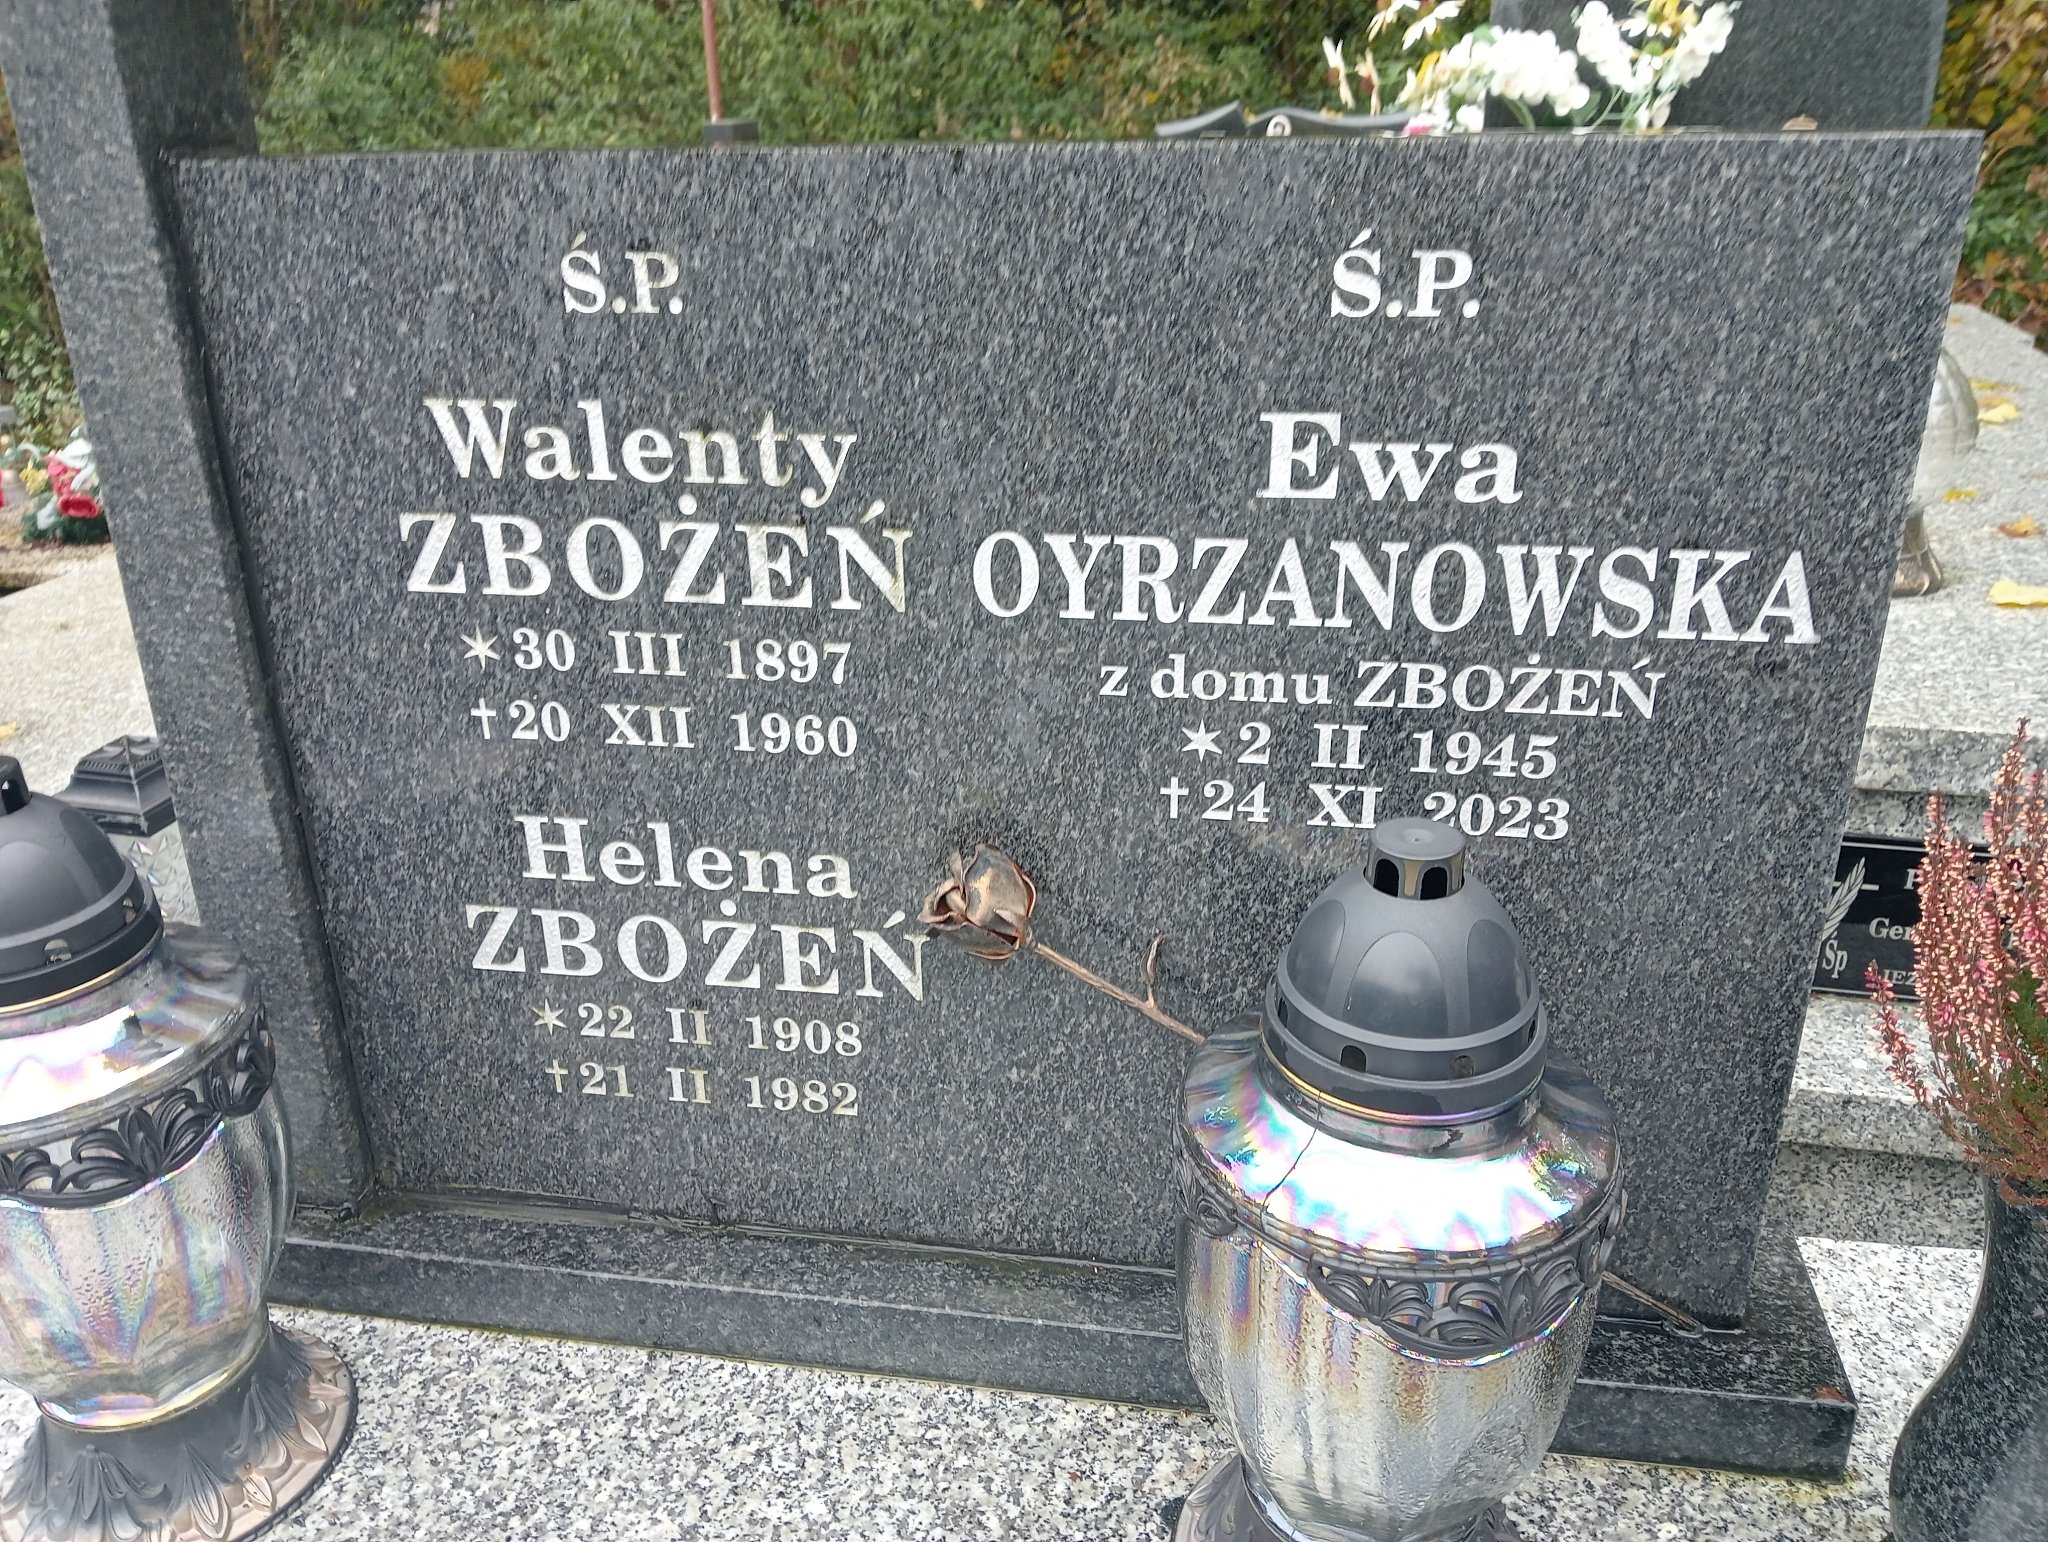 Ś.P.
Walenty
ZBOŻEŃ
✶30 III 1897
†20 XII 1960
Helena
ZBOŻEŃ
✶22 II 1908
†21 II 1982
Ś.P.
Ewa
OYRZANOWSKA
z domu ZBOŻEŃ
✶2 II 1945
†24 XI 2023
Sp